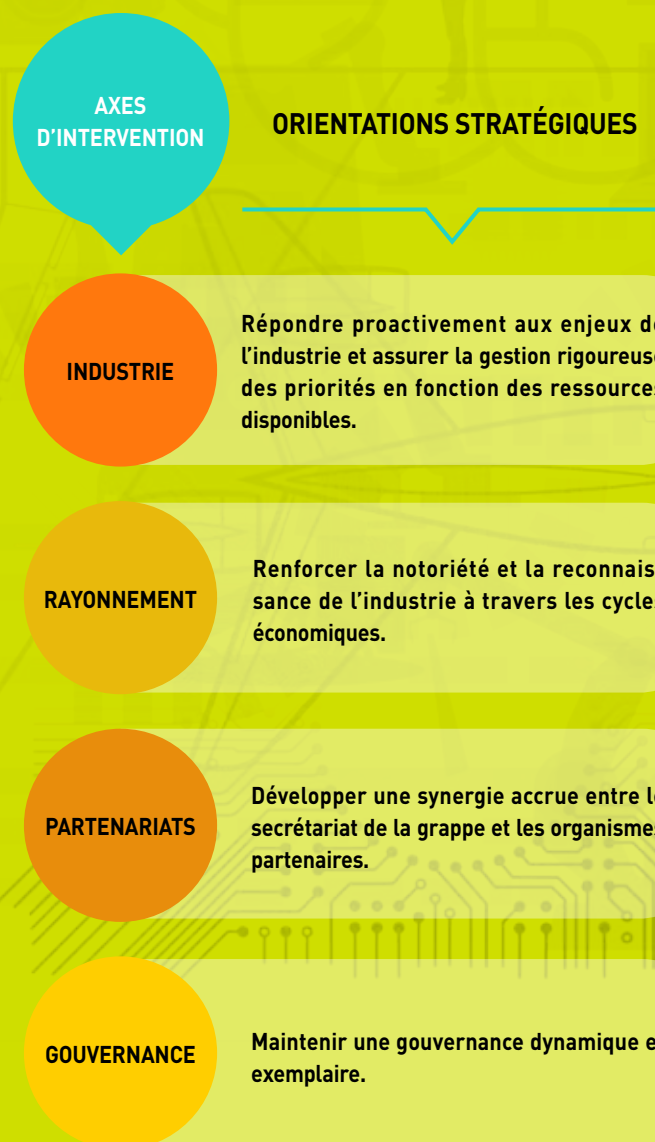 AXES
D'INTERVENTION
ORIENTATIONS STRATÉGIQUES
INDUSTRIE
Répondre proactivement aux enjeux de
l'industrie et assurer la gestion rigoureuse
des priorités en fonction des ressources
disponibles.
RAYONNEMENT
Renforcer la notoriété et la reconnais-
sance de l'industrie à travers les cycles
économiques.
PARTENARIATS
Développer une synergie accrue entre le
secrétariat de la grappe et les organismes
partenaires.
GOUVERNANCE
Maintenir une gouvernance dynamique et
exemplaire.